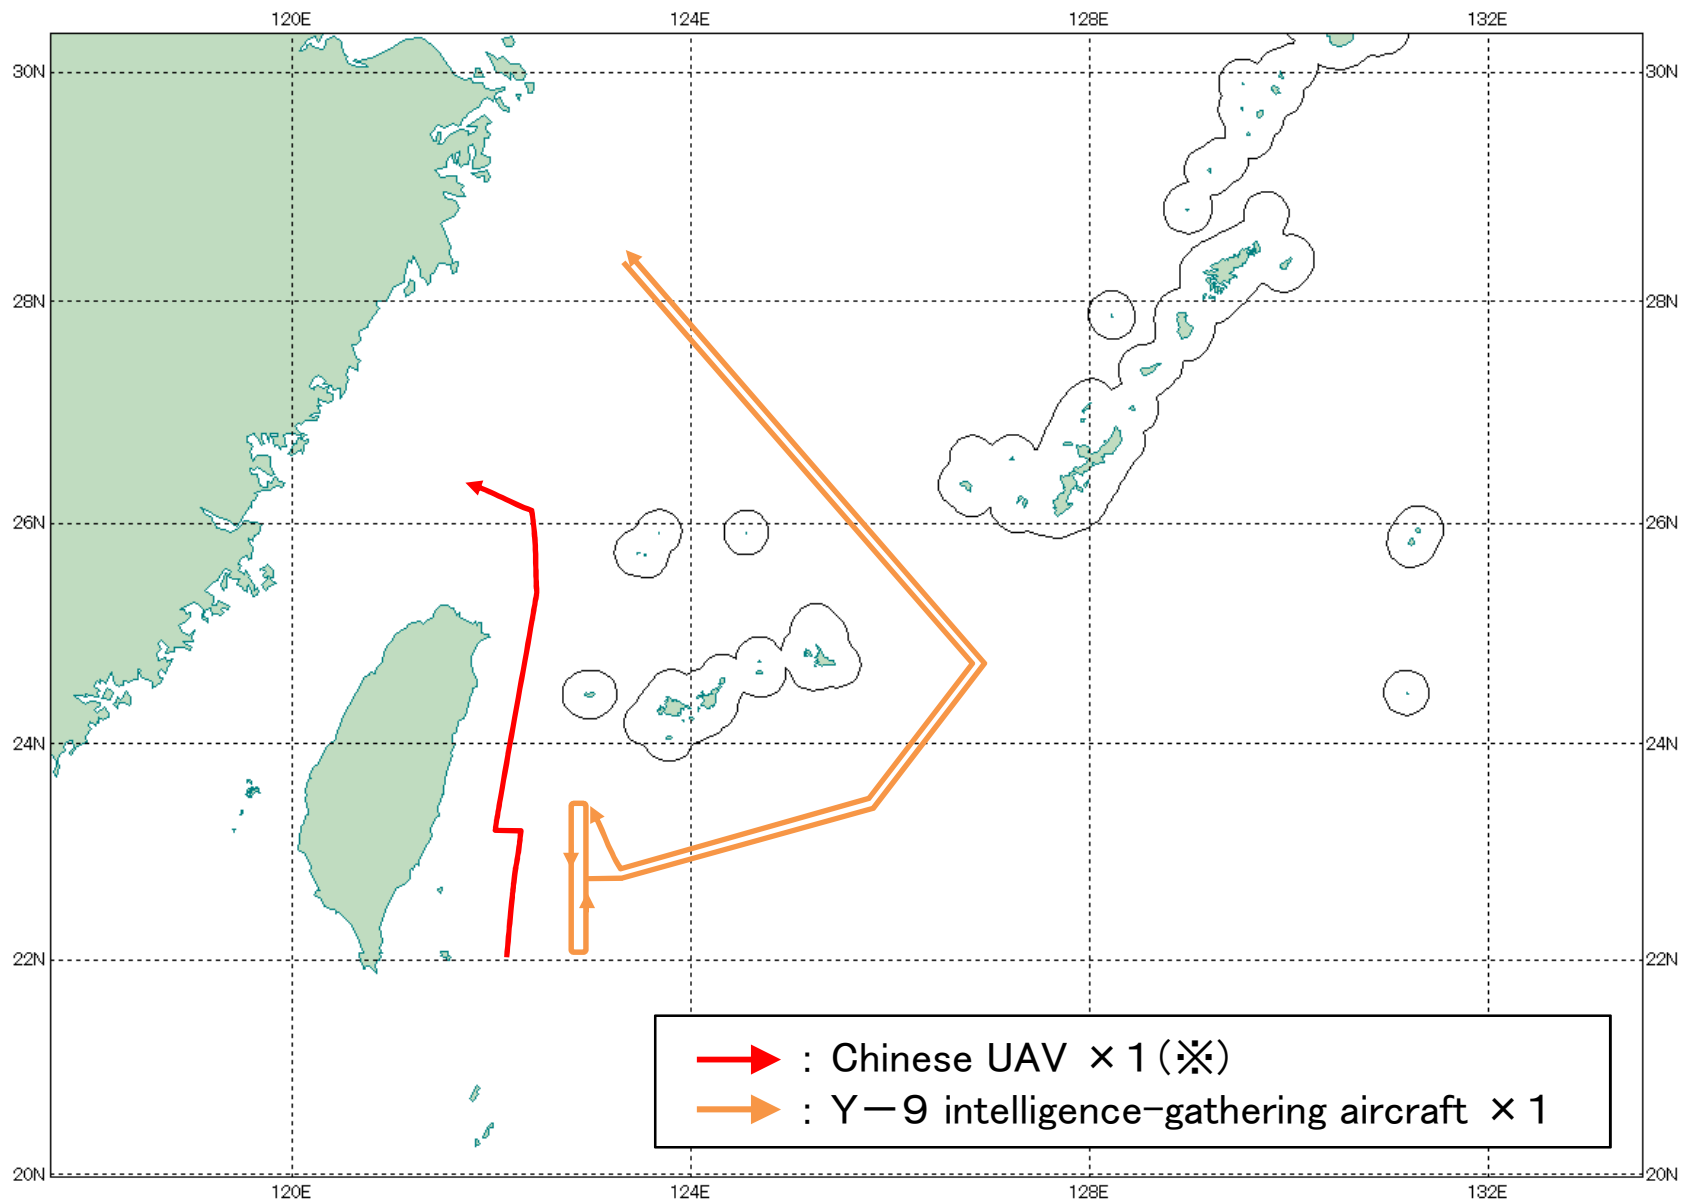 120E 124E 128E 132E
30N 30N
28N 28N
26N 26N
24N 24N
22N 22N
: Chinese UAV ×1(※)
: Y－9 intelligence-gathering aircraft ×1
20N 20N
120E 124E 128E 132E